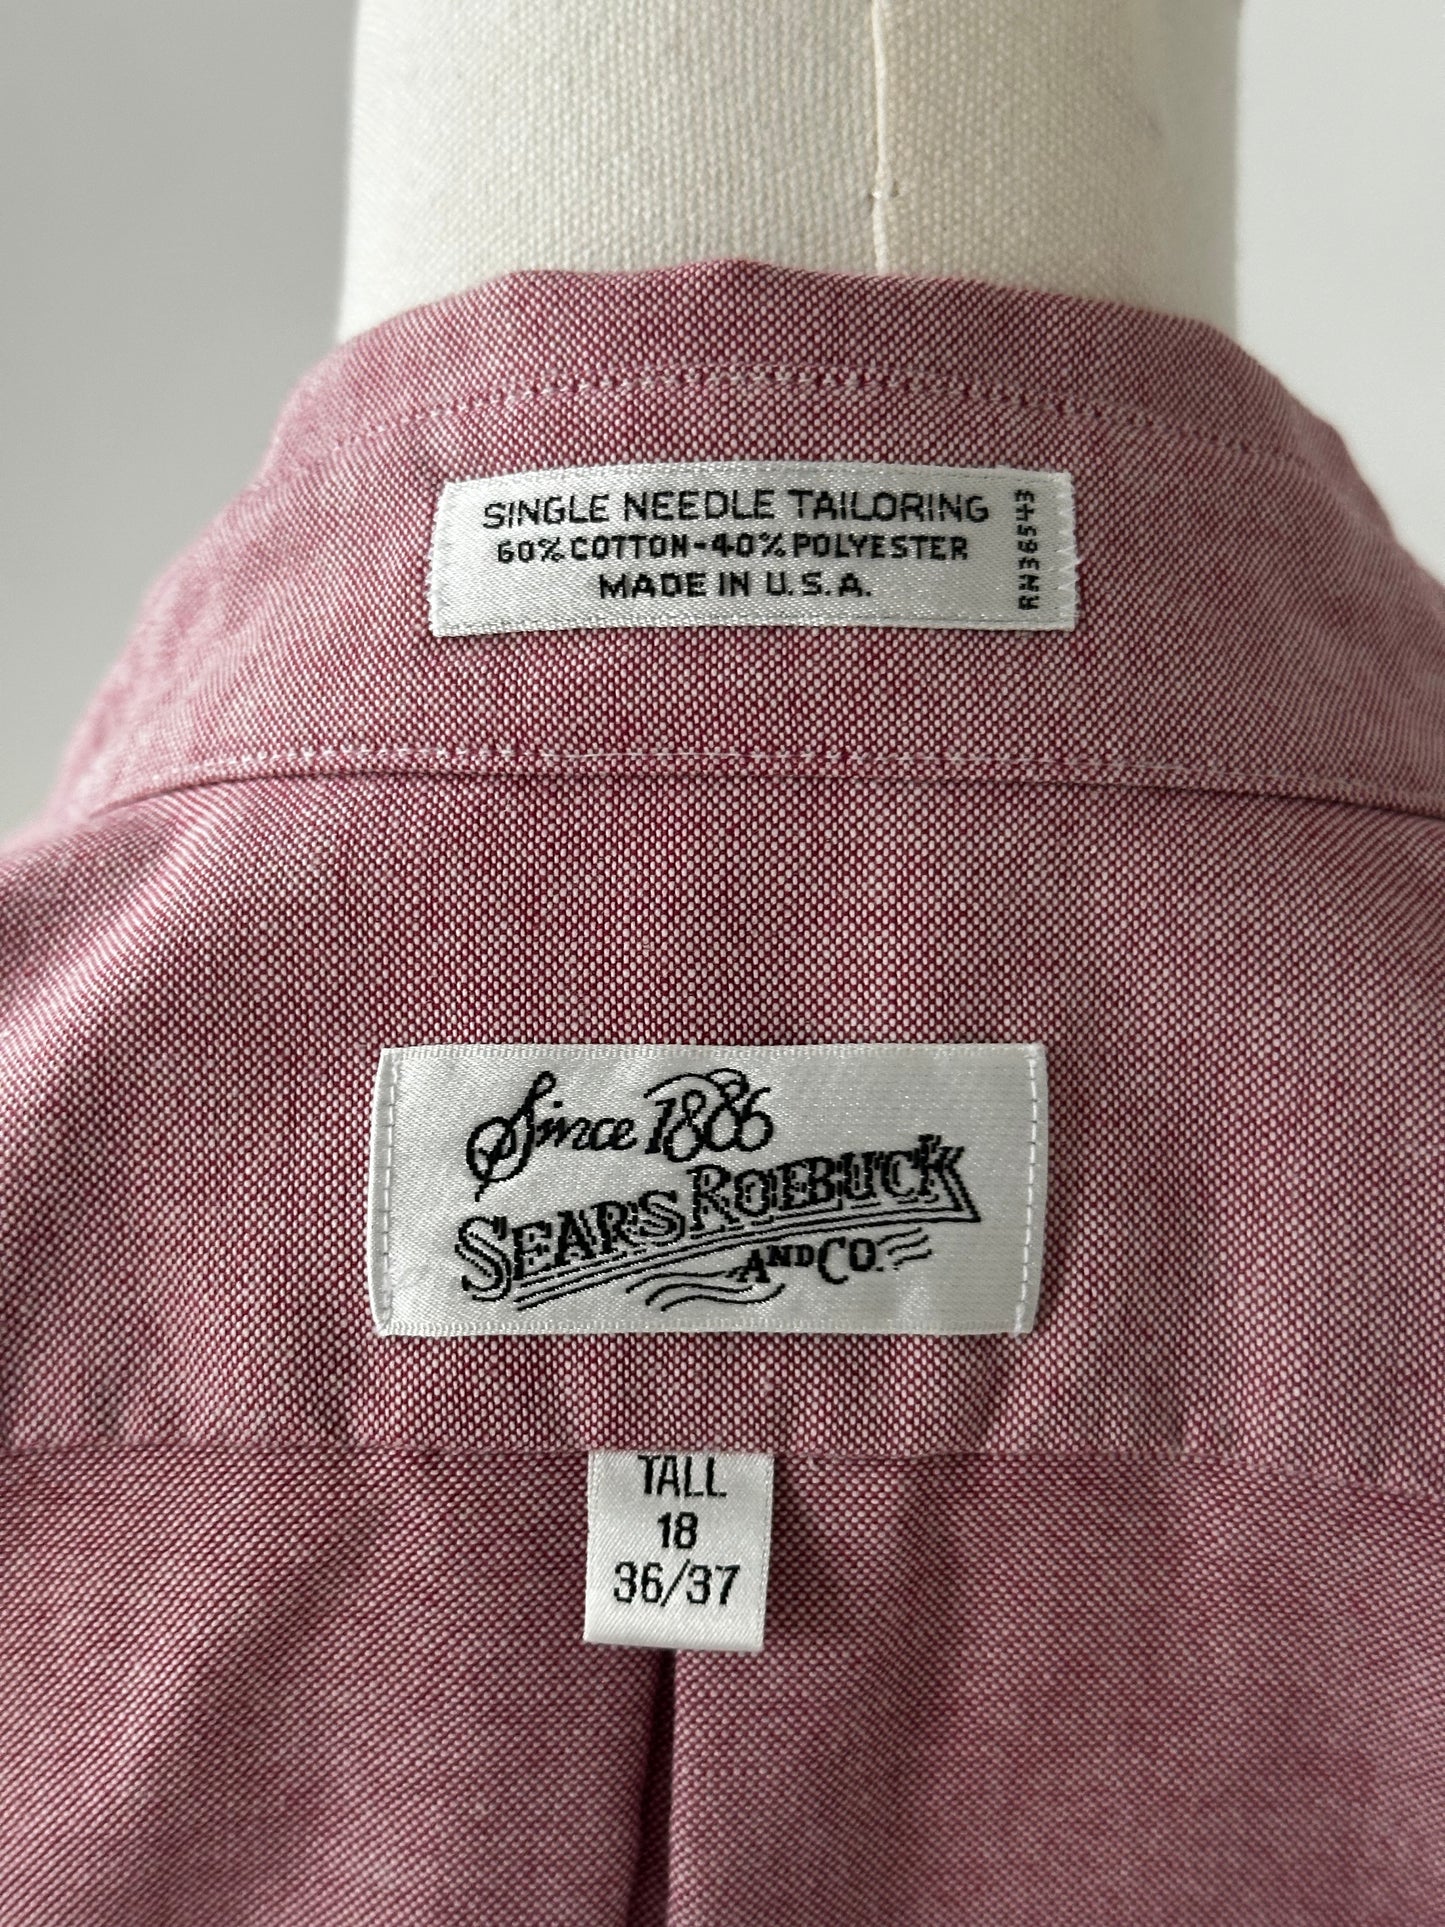 SINGLE NEEDLE TAILORING
60% COTTON-40% POLYESTER
MADE IN U.S.A.
RN36543
Since 1886
SEARS ROEBUCK
AND CO.
TALL
18
36/37